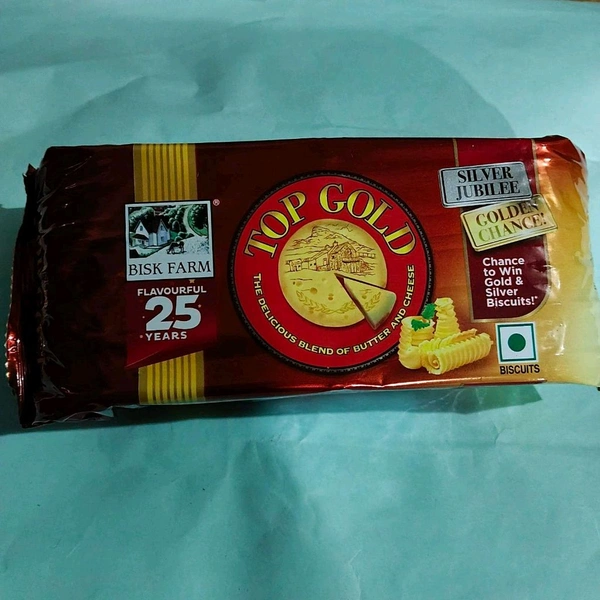 BISK FARM
®
FLAVOURFUL
25
YEARS
TOP GOLD
THE DELICIOUS BLEND OF BUTTER AND CHEESE
SILVER
JUBILEE
GOLDEN
CHANCE!
Chance
to Win
Gold &
Silver
Biscuits!*
BISCUITS